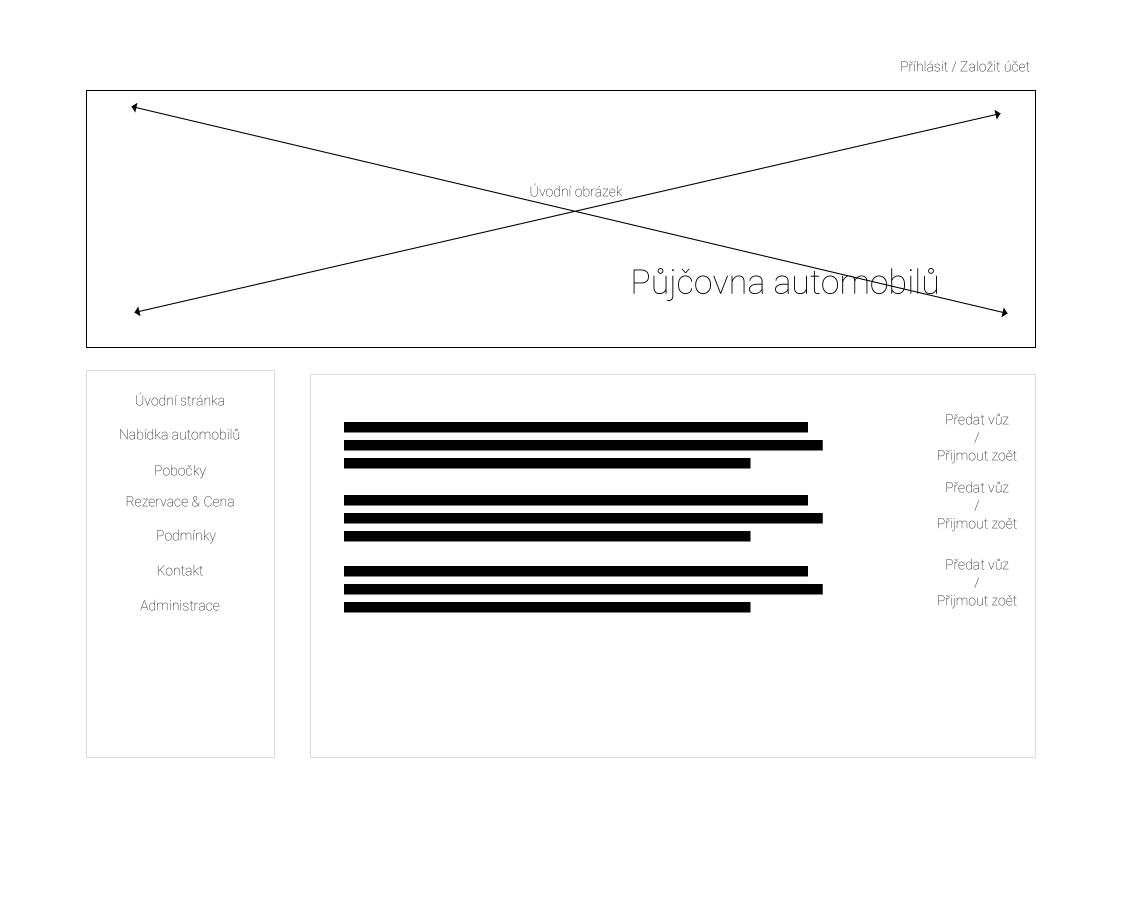 Příhlásit / Založit účet
Úvodní obrázek
Půjčovna automobilů
Úvodní stránka
Nabídka automobilů
Pobočky
Rezervace & Cena
Podmínky
Kontakt
Administrace
Předat vůz
/
Přijmout zoět
Předat vůz
/
Přijmout zoět
Předat vůz
/
Přijmout zoět